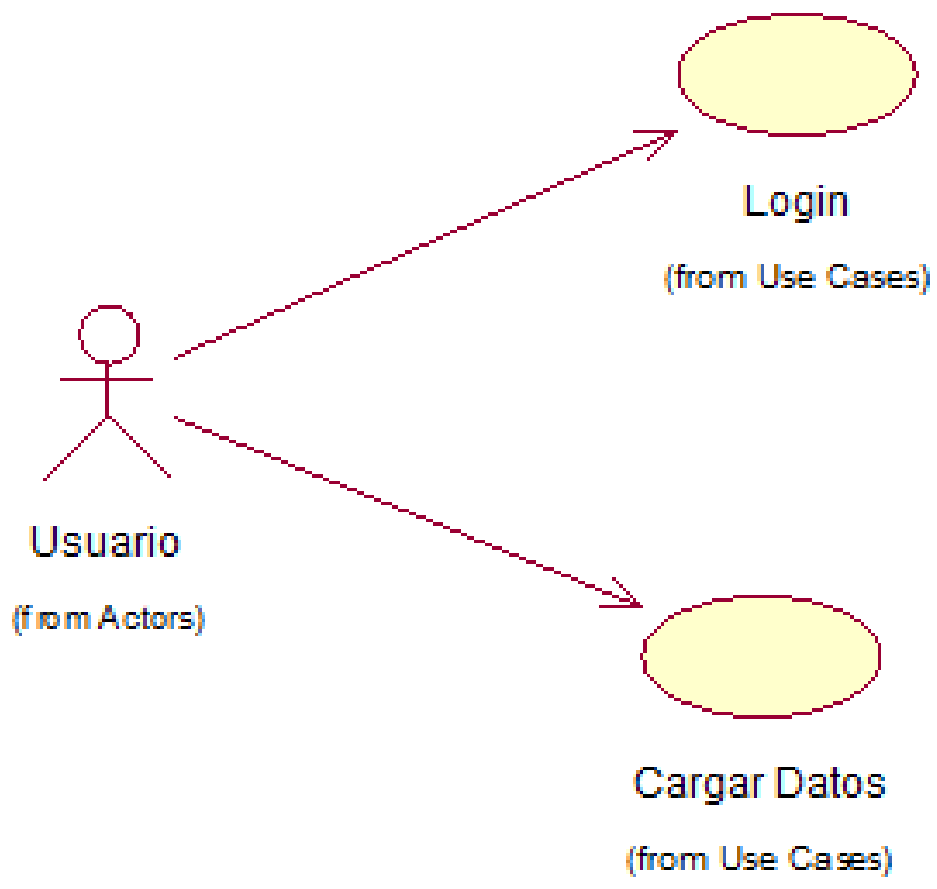 Login
(from Use Cases)
Usuario
(from Actors)
Cargar Datos
(from Use Cases)